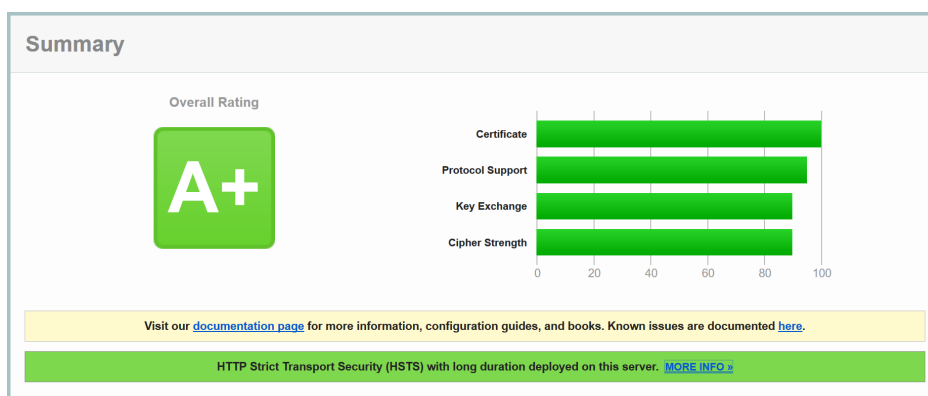 Summary
Overall Rating
A+
Certificate
Protocol Support
Key Exchange
Cipher Strength
0 20 40 60 80 100
Visit our documentation page for more information, configuration guides, and books. Known issues are documented here.
HTTP Strict Transport Security (HSTS) with long duration deployed on this server. MORE INFO »